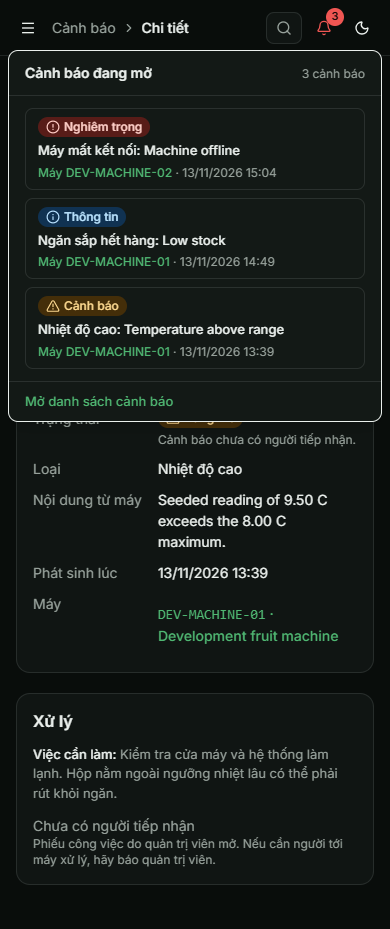 Cảnh báo > Chi tiết
3
Cảnh báo đang mở
3 cảnh báo
Nghiêm trọng
Máy mất kết nối: Machine offline
Máy DEV-MACHINE-02 · 13/11/2026 15:04
Thông tin
Ngăn sắp hết hàng: Low stock
Máy DEV-MACHINE-01 · 13/11/2026 14:49
Cảnh báo
Nhiệt độ cao: Temperature above range
Máy DEV-MACHINE-01 · 13/11/2026 13:39
Mở danh sách cảnh báo
Cảnh báo chưa có người tiếp nhận.
Loại
Nhiệt độ cao
Nội dung từ máy
Seeded reading of 9.50 C
exceeds the 8.00 C
maximum.
Phát sinh lúc
13/11/2026 13:39
Máy
DEV-MACHINE-01 ·
Development fruit machine
Xử lý
Việc cần làm: Kiểm tra cửa máy và hệ thống làm
lạnh. Hộp nằm ngoài ngưỡng nhiệt lâu có thể phải
rút khỏi ngăn.
Chưa có người tiếp nhận
Phiếu công việc do quản trị viên mở. Nếu cần người tới
máy xử lý, hãy báo quản trị viên.